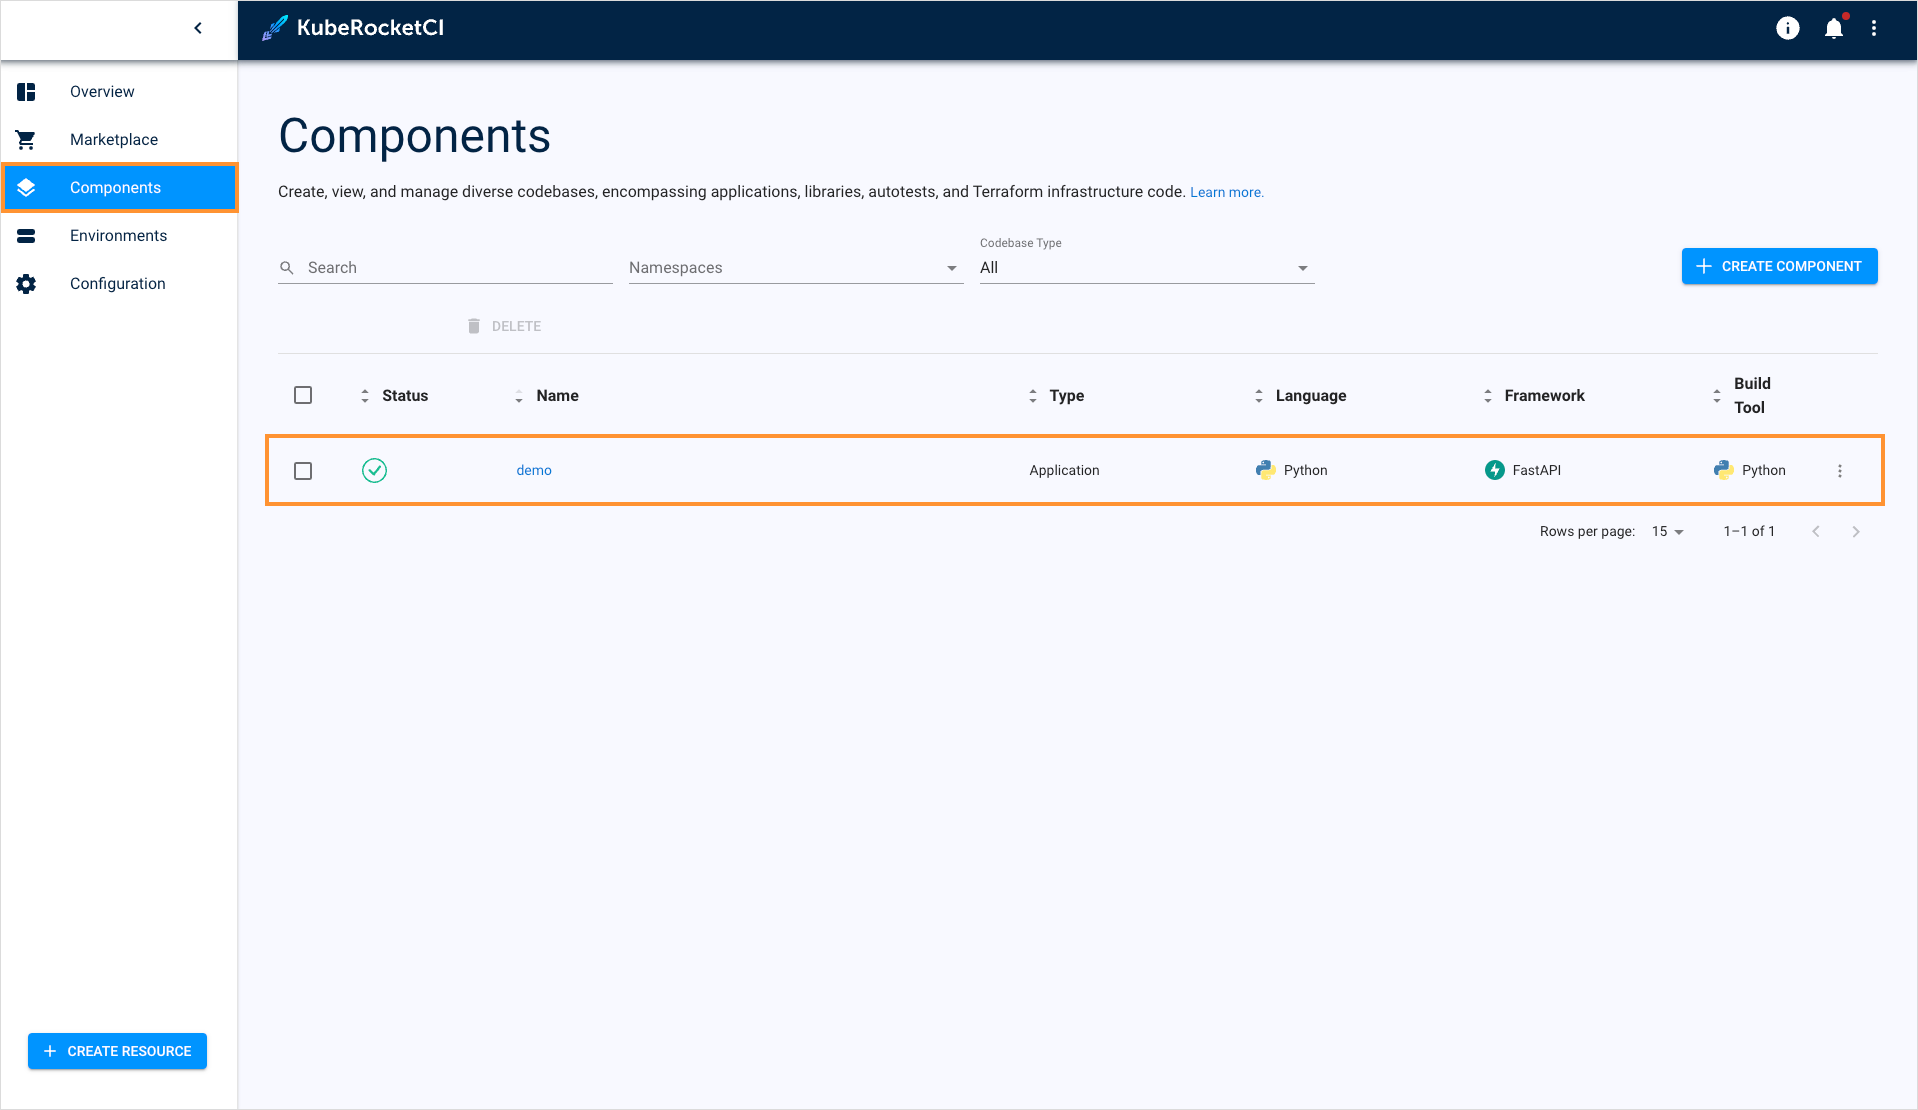 KubeRocketCI
Overview
Marketplace
Components
Environments
Configuration
CREATE RESOURCE
Components
Create, view, and manage diverse codebases, encompassing applications, libraries, autotests, and Terraform infrastructure code. Learn more.
Search
Namespaces
Codebase Type
All
CREATE COMPONENT
DELETE
Status Name Type Language Framework Build Tool
demo Application Python FastAPI Python
Rows per page: 15 1–1 of 1